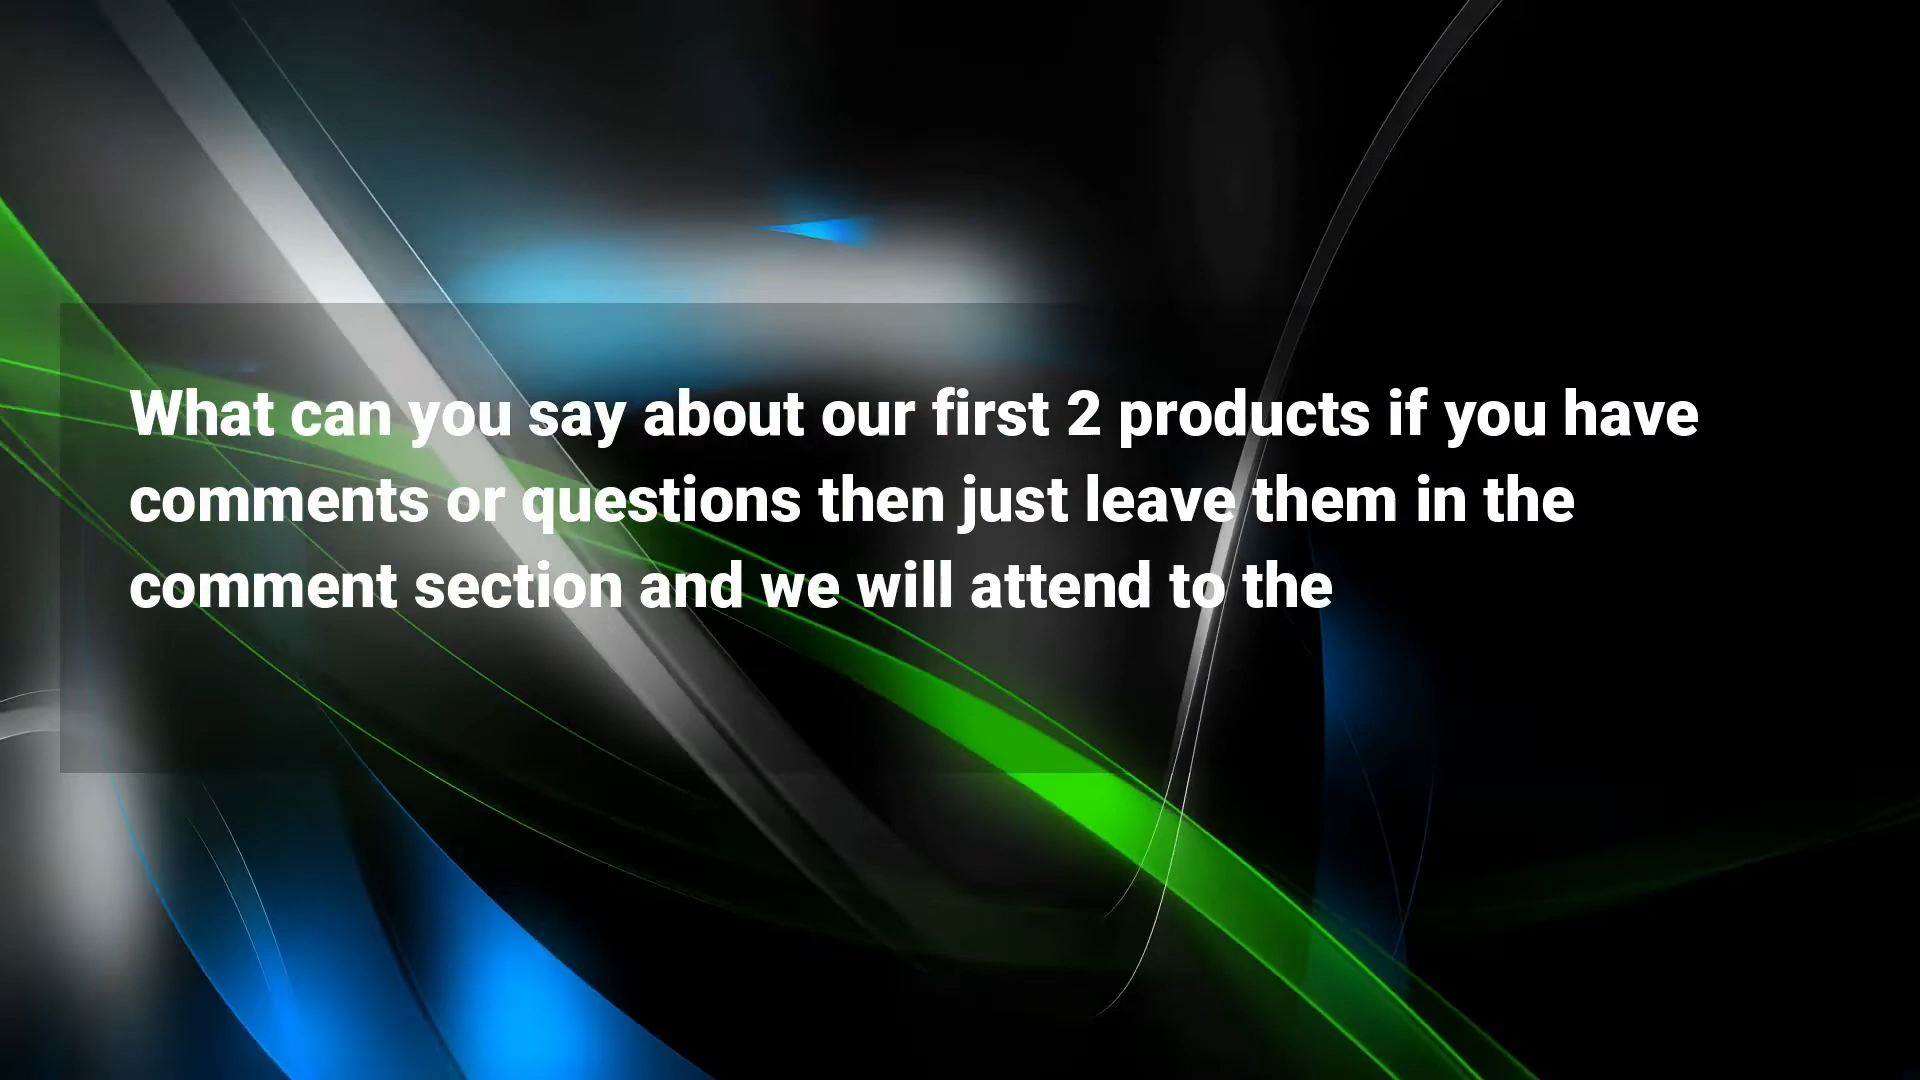 What can you say about our first 2 products if you have
comments or questions then just leave them in the
comment section and we will attend to the